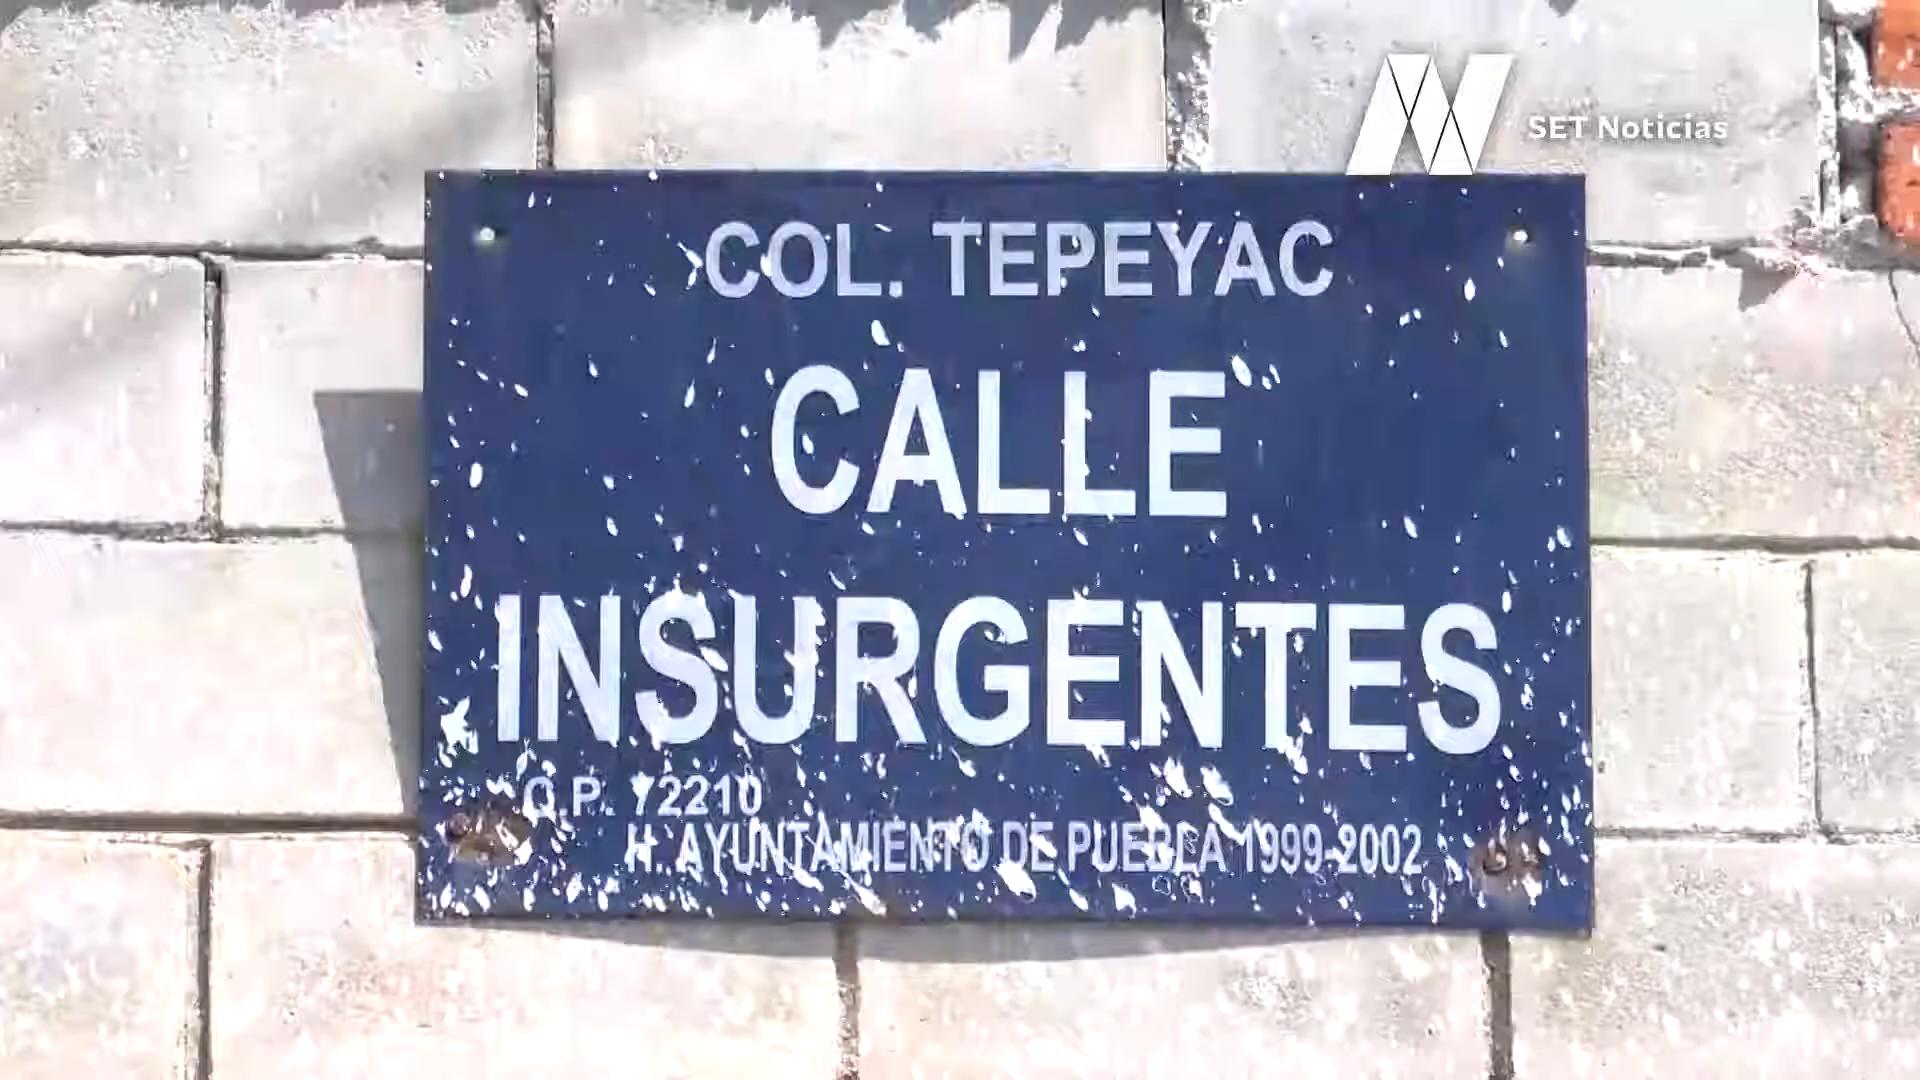 SET Noticias
COL. TEPEYAC
CALLE
INSURGENTES
C.P. 72210
H. AYUNTAMIENTO DE PUEBLA 1999-2002